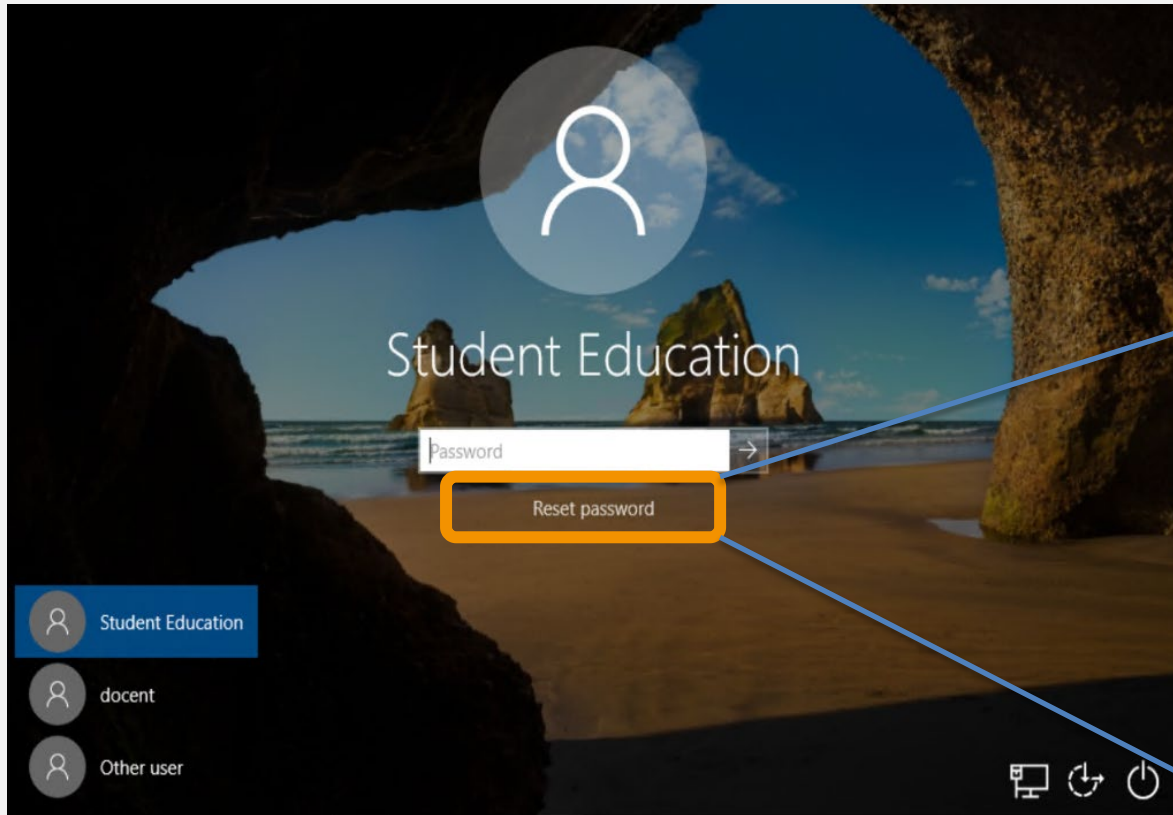 Student Education
Password
Reset password
Student Education
docent
Other user